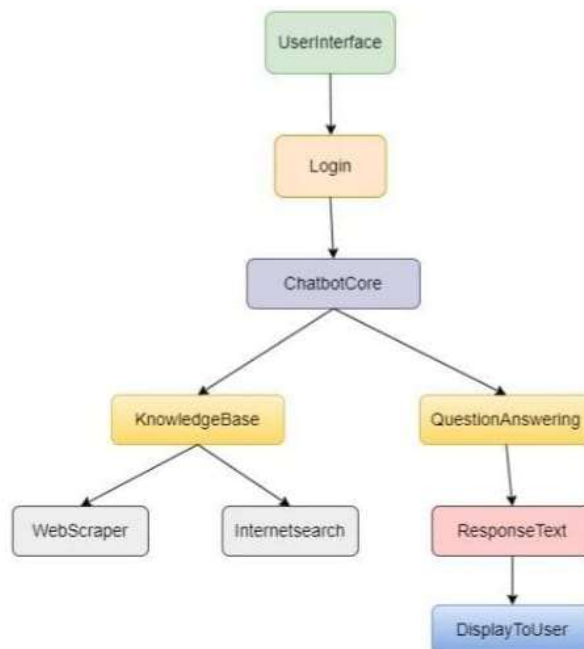 UserInterface
Login
ChatbotCore
KnowledgeBase
QuestionAnswering
WebScraper
Internetsearch
ResponseText
DisplayToUser